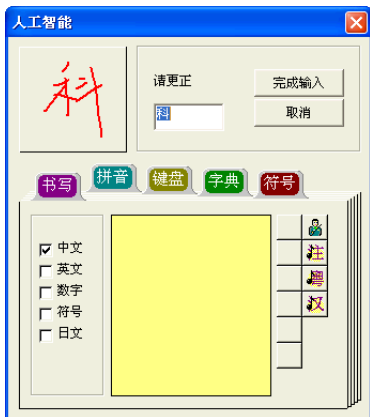 人工智能
科
请更正
科
完成输入
取消
书写 拼音 键盘 字典 符号
中文
英文
数字
符号
日文
注
粤
汉